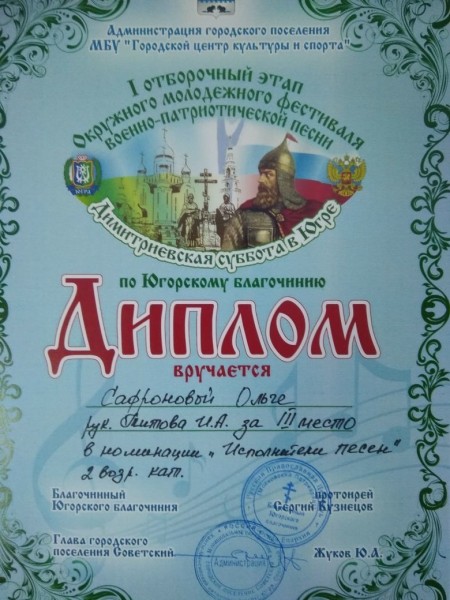 Администрация городского поселения
МБУ "Городской центр культуры и спорта"
I отборочный этап
Окружного молодежного фестиваля
военно-патриотической песни
ЮГРА
Димитриевская суббота в Югре
по Югорскому благочинию
Диплом
вручается
Сафроновой Ольге
рук. И.А. за III место
в номинации „Исполнители песен"
2 возр. кат.
Благочинный протоиерей
Югорского благочиния Сергий Кузнецов
Глава городского
поселения Советский Жуков Ю.А.
Администрация